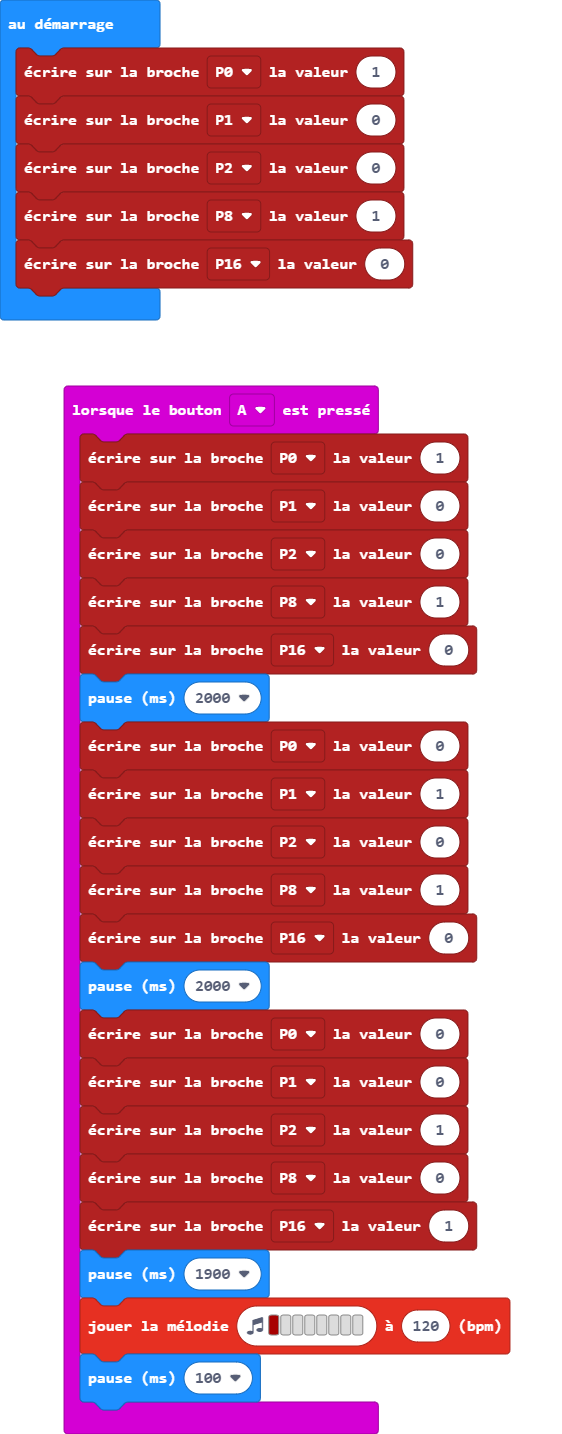 au démarrage
écrire sur la broche P0 la valeur 1
écrire sur la broche P1 la valeur 0
écrire sur la broche P2 la valeur 0
écrire sur la broche P8 la valeur 1
écrire sur la broche P16 la valeur 0
lorsque le bouton A est pressé
écrire sur la broche P0 la valeur 1
écrire sur la broche P1 la valeur 0
écrire sur la broche P2 la valeur 0
écrire sur la broche P8 la valeur 1
écrire sur la broche P16 la valeur 0
pause (ms) 2000
écrire sur la broche P0 la valeur 0
écrire sur la broche P1 la valeur 1
écrire sur la broche P2 la valeur 0
écrire sur la broche P8 la valeur 1
écrire sur la broche P16 la valeur 0
pause (ms) 2000
écrire sur la broche P0 la valeur 0
écrire sur la broche P1 la valeur 0
écrire sur la broche P2 la valeur 1
écrire sur la broche P8 la valeur 0
écrire sur la broche P16 la valeur 1
pause (ms) 1900
jouer la mélodie à 120 (bpm)
pause (ms) 100